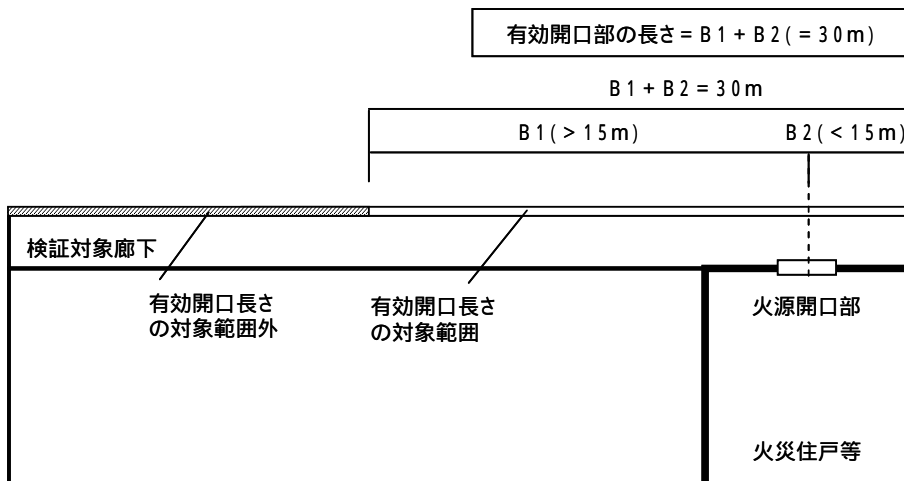 有効開口部の長さ=B1+B2(=30m)
B1+B2=30m
B1(>15m)
B2(<15m)
検証対象廊下
有効開口長さ
の対象範囲外
有効開口長さ
の対象範囲
火源開口部
火災住戸等